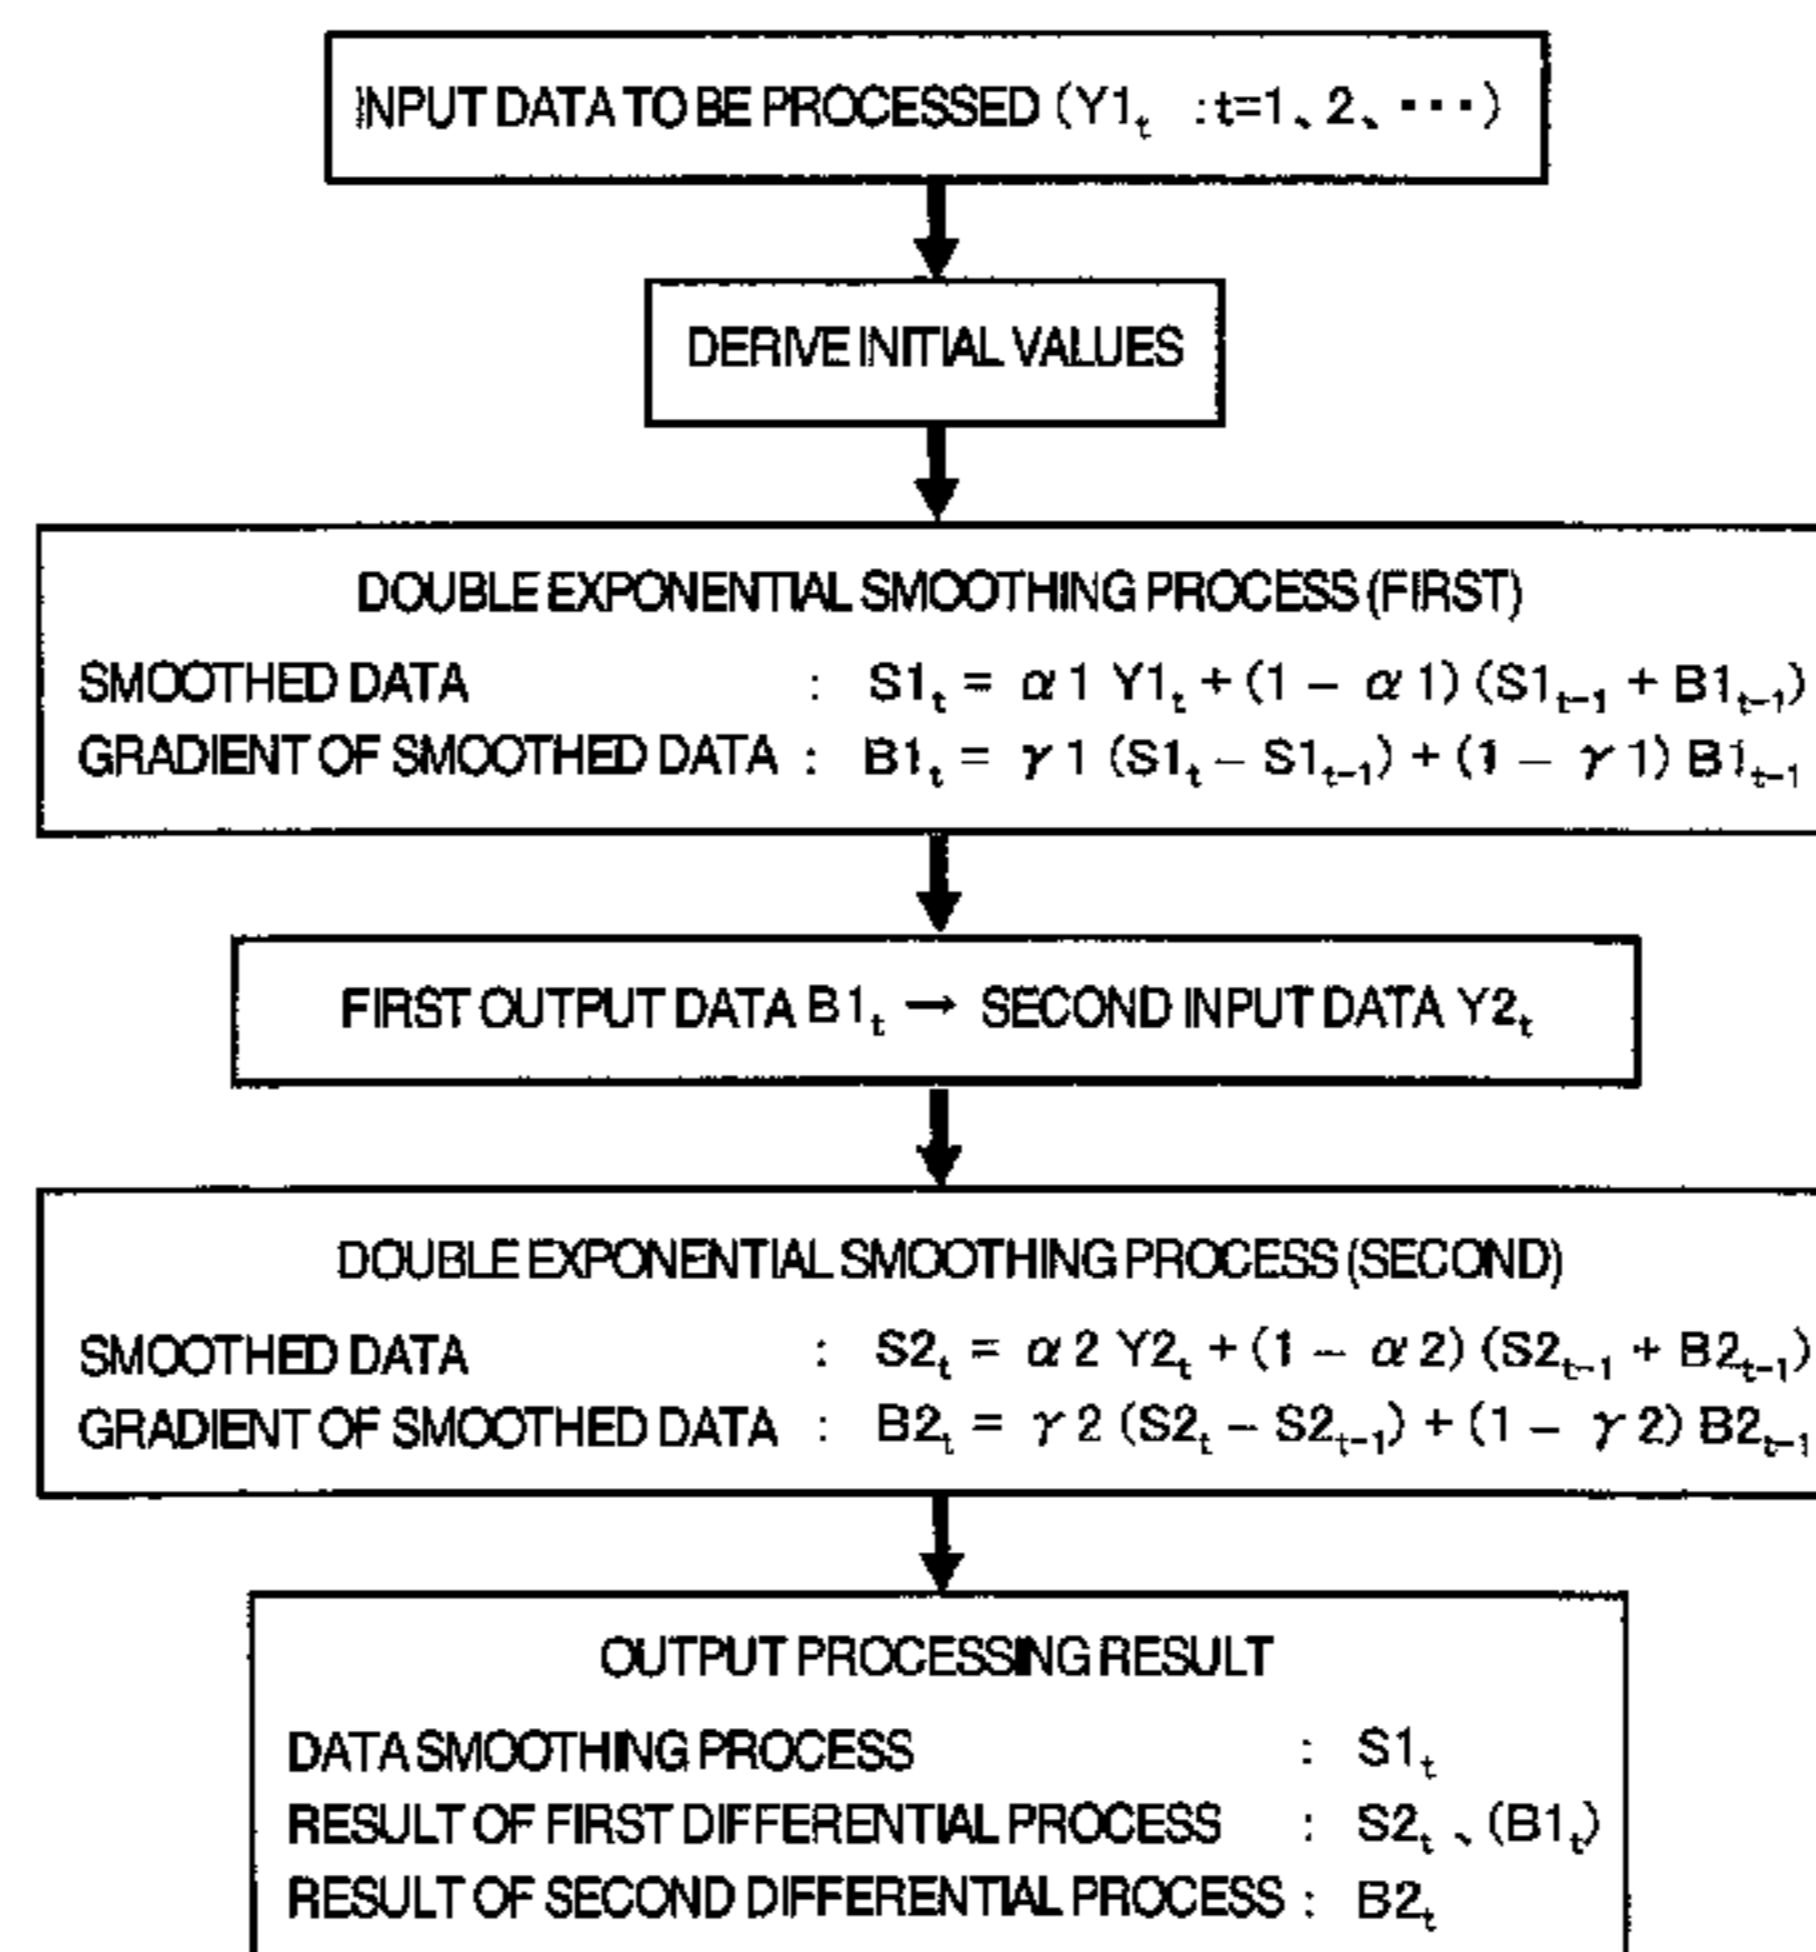 INPUT DATA TO BE PROCESSED (Y1t :t=1、2、･･･)
DERIVE INITIAL VALUES
DOUBLE EXPONENTIAL SMOOTHING PROCESS (FIRST)
SMOOTHED DATA : S1t = α1 Y1t + (1 − α1) (S1t−1 + B1t−1)
GRADIENT OF SMOOTHED DATA : B1t = γ1 (S1t − S1t−1) + (1 − γ1) B1t−1
FIRST OUTPUT DATA B1t → SECOND INPUT DATA Y2t
DOUBLE EXPONENTIAL SMOOTHING PROCESS (SECOND)
SMOOTHED DATA : S2t = α2 Y2t + (1 − α2) (S2t−1 + B2t−1)
GRADIENT OF SMOOTHED DATA : B2t = γ2 (S2t − S2t−1) + (1 − γ2) B2t−1
OUTPUT PROCESSING RESULT
DATA SMOOTHING PROCESS : S1t
RESULT OF FIRST DIFFERENTIAL PROCESS : S2t、(B1t)
RESULT OF SECOND DIFFERENTIAL PROCESS : B2t